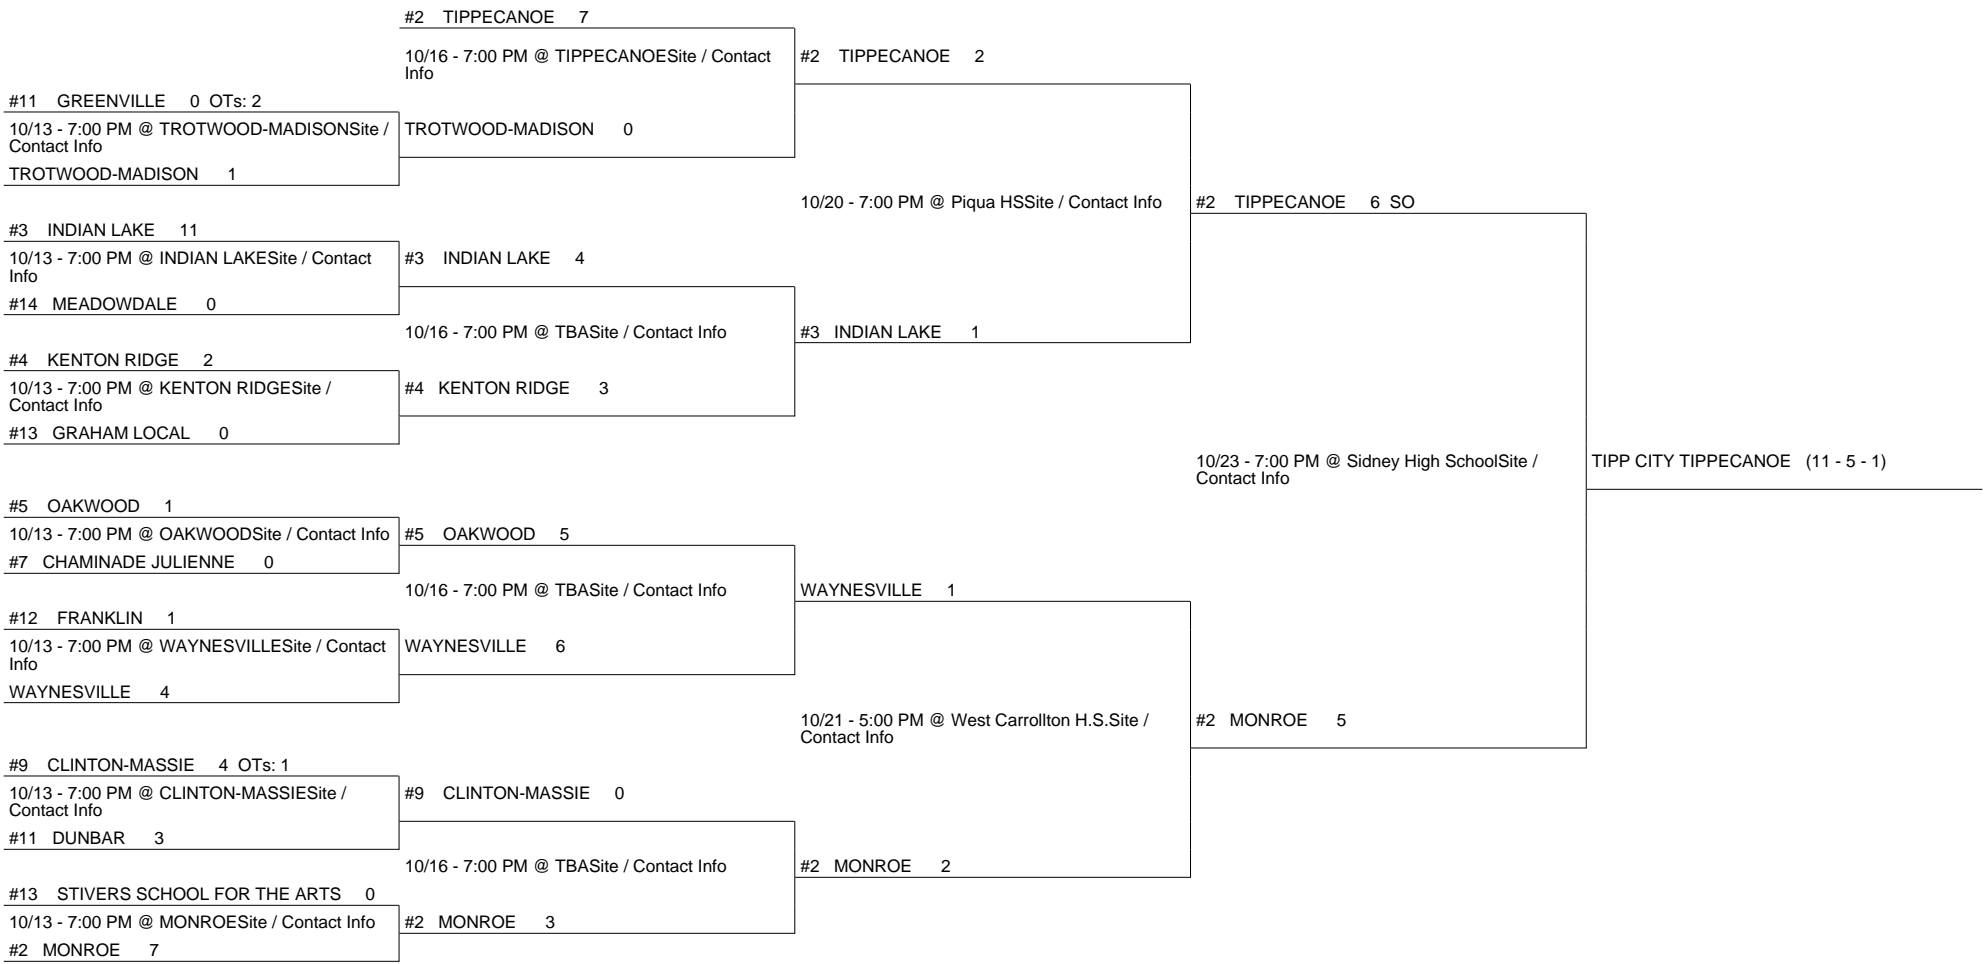 #2 TIPPECANOE 7
10/16 - 7:00 PM @ TIPPECANOESite / Contact
Info
#2 TIPPECANOE 2
#11 GREENVILLE 0 OTs: 2
10/13 - 7:00 PM @ TROTWOOD-MADISONSite /
Contact Info
TROTWOOD-MADISON 0
TROTWOOD-MADISON 1
10/20 - 7:00 PM @ Piqua HSSite / Contact Info
#2 TIPPECANOE 6 SO
#3 INDIAN LAKE 11
10/13 - 7:00 PM @ INDIAN LAKESite / Contact
Info
#3 INDIAN LAKE 4
#14 MEADOWDALE 0
10/16 - 7:00 PM @ TBASite / Contact Info
#3 INDIAN LAKE 1
#4 KENTON RIDGE 2
10/13 - 7:00 PM @ KENTON RIDGESite /
Contact Info
#4 KENTON RIDGE 3
#13 GRAHAM LOCAL 0
10/23 - 7:00 PM @ Sidney High SchoolSite /
Contact Info
TIPP CITY TIPPECANOE (11 - 5 - 1)
#5 OAKWOOD 1
10/13 - 7:00 PM @ OAKWOODSite / Contact Info
#5 OAKWOOD 5
#7 CHAMINADE JULIENNE 0
10/16 - 7:00 PM @ TBASite / Contact Info
WAYNESVILLE 1
#12 FRANKLIN 1
10/13 - 7:00 PM @ WAYNESVILLESite / Contact
Info
WAYNESVILLE 6
WAYNESVILLE 4
10/21 - 5:00 PM @ West Carrollton H.S.Site /
Contact Info
#2 MONROE 5
#9 CLINTON-MASSIE 4 OTs: 1
10/13 - 7:00 PM @ CLINTON-MASSIESite /
Contact Info
#9 CLINTON-MASSIE 0
#11 DUNBAR 3
10/16 - 7:00 PM @ TBASite / Contact Info
#2 MONROE 2
#13 STIVERS SCHOOL FOR THE ARTS 0
10/13 - 7:00 PM @ MONROESite / Contact Info
#2 MONROE 3
#2 MONROE 7